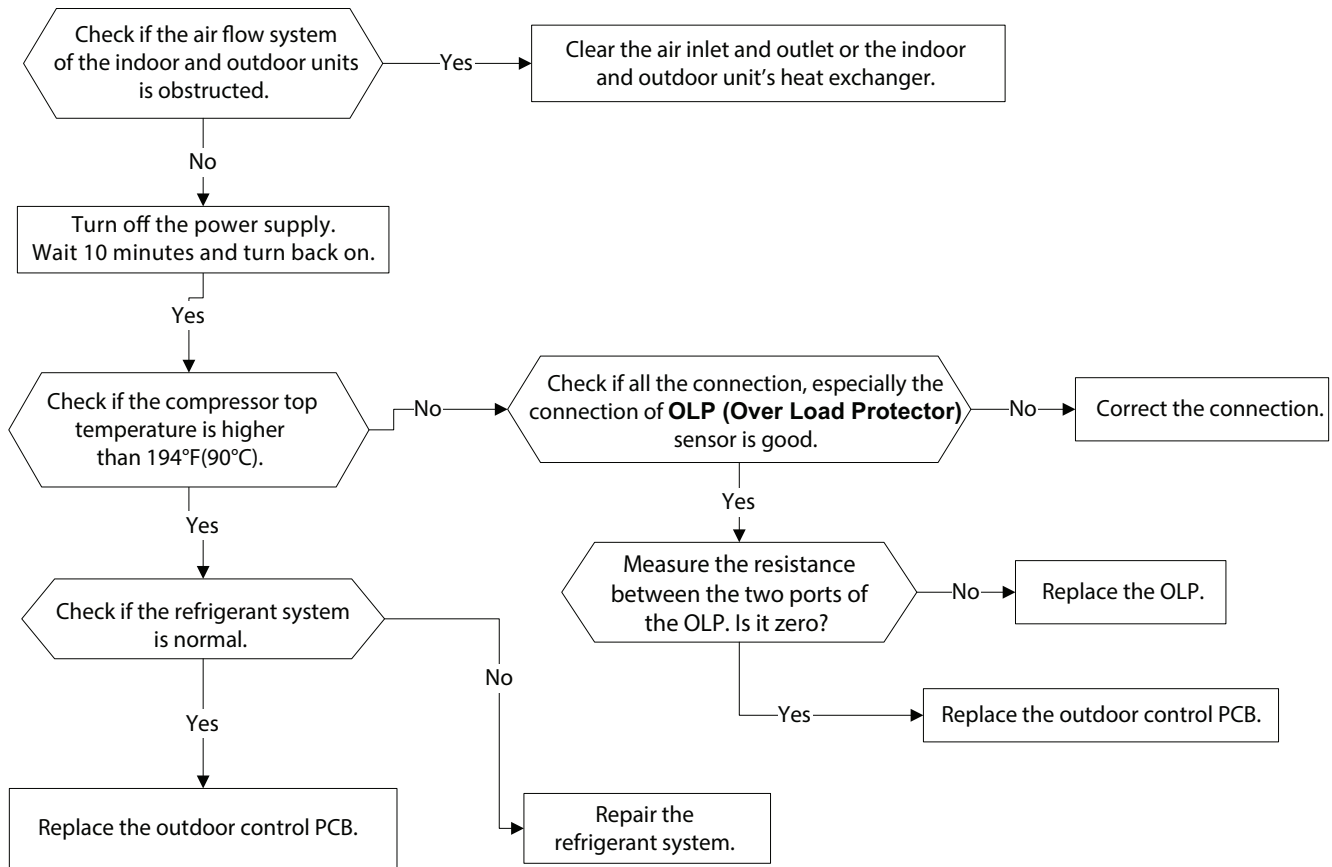 Check if the air flow system
of the indoor and outdoor units
is obstructed.
Yes
Clear the air inlet and outlet or the indoor
and outdoor unit's heat exchanger.
No
Turn off the power supply.
Wait 10 minutes and turn back on.
Yes
Check if the compressor top
temperature is higher
than 194°F(90°C).
No
Check if all the connection, especially the
connection of OLP (Over Load Protector)
sensor is good.
No
Correct the connection.
Yes
Yes
Measure the resistance
between the two ports of
the OLP. Is it zero?
No
Replace the OLP.
Check if the refrigerant system
is normal.
No
Yes
Yes
Replace the outdoor control PCB.
Replace the outdoor control PCB.
Repair the
refrigerant system.